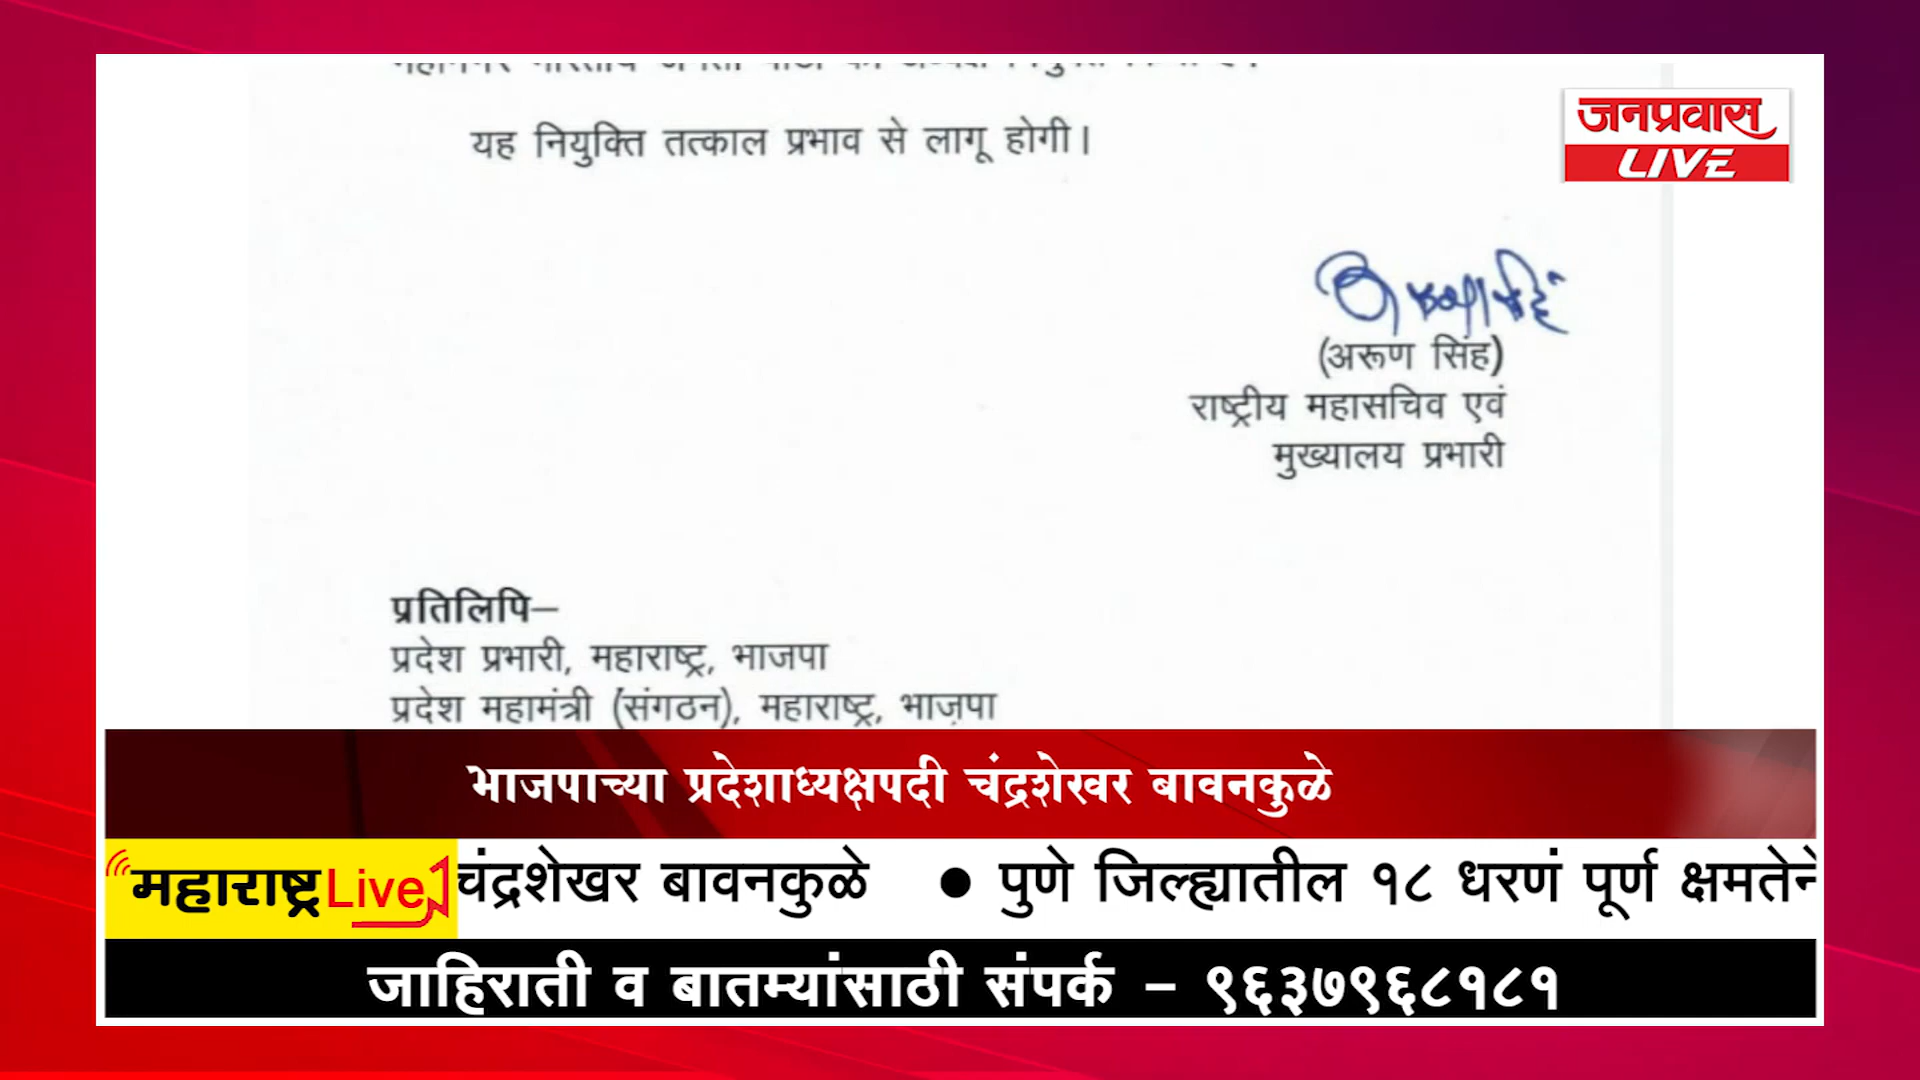 यह नियुक्ति तत्काल प्रभाव से लागू होगी।
जनप्रवास
LIVE
(अरूण सिंह)
राष्ट्रीय महासचिव एवं
मुख्यालय प्रभारी
प्रतिलिपि–
प्रदेश प्रभारी, महाराष्ट्र, भाजपा
प्रदेश महामंत्री (संगठन), महाराष्ट्र, भाजपा
भाजपाच्या प्रदेशाध्यक्षपदी चंद्रशेखर बावनकुळे
महाराष्ट्र Live
चंद्रशेखर बावनकुळे ● पुणे जिल्ह्यातील १८ धरणं पूर्ण क्षमतेने
जाहिराती व बातम्यांसाठी संपर्क – ९६३७९६८१८१